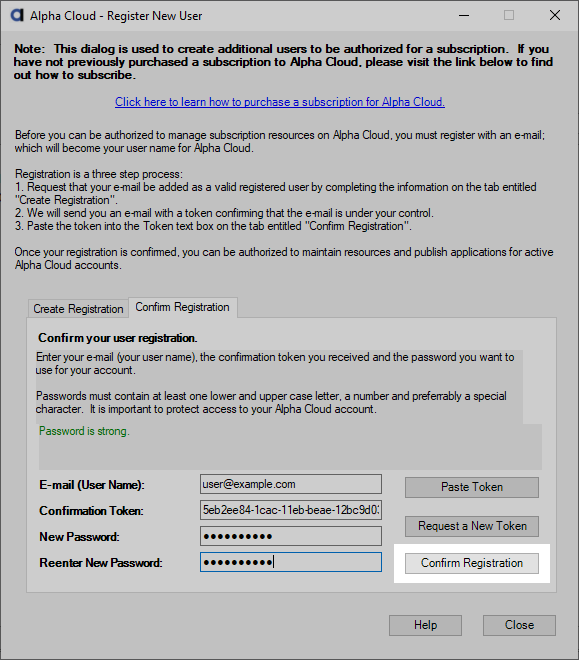 Alpha Cloud - Register New User
Note:  This dialog is used to create additional users to be authorized for a subscription.  If you
have not previously purchased a subscription to Alpha Cloud, please visit the link below to find
out how to subscribe.
Click here to learn how to purchase a subscription for Alpha Cloud.
Before you can be authorized to manage subscription resources on Alpha Cloud, you must register with an e-mail;
which will become your user name for Alpha Cloud.
Registration is a three step process:
1. Request that your e-mail be added as a valid registered user by completing the information on the tab entitled
"Create Registration".
2. We will send you an e-mail with a token confirming that the e-mail is under your control.
3. Paste the token into the Token text box on the tab entitled "Confirm Registration".
Once your registration is confirmed, you can be authorized to maintain resources and publish applications for active
Alpha Cloud accounts.
Create Registration
Confirm Registration
Confirm your user registration.
Enter your e-mail (your user name), the confirmation token you received and the password you want to
use for your account.
Passwords must contain at least one lower and upper case letter, a number and preferrably a special
character.  It is important to protect access to your Alpha Cloud account.
Password is strong.
E-mail (User Name):
user@example.com
Paste Token
Confirmation Token:
5eb2ee84-1cac-11eb-beae-12bc9d0
Request a New Token
New Password:
●●●●●●●●●●
Reenter New Password:
●●●●●●●●●●
Confirm Registration
Help
Close